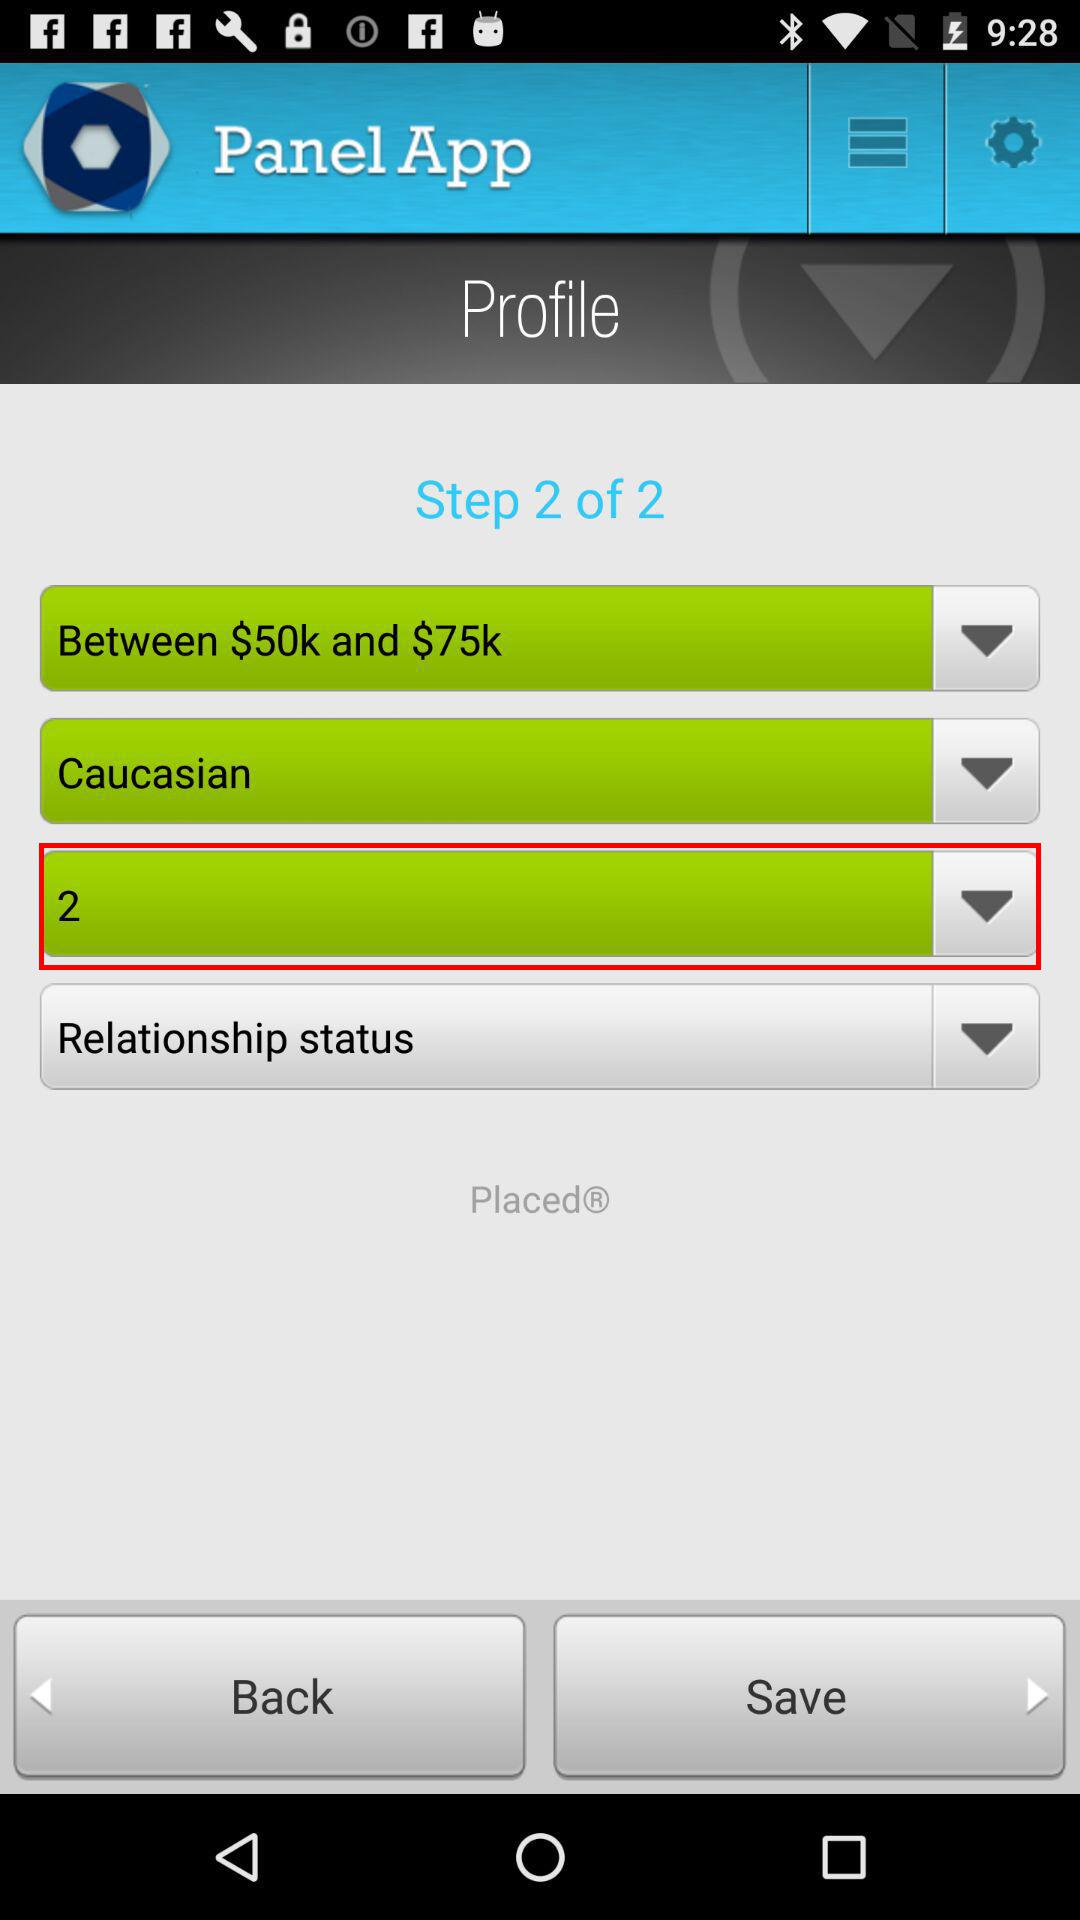 9:28
Panel App
Profile
Step 2 of 2
Between $50k and $75k
Caucasian
2
Relationship status
Placed®
Back
Save